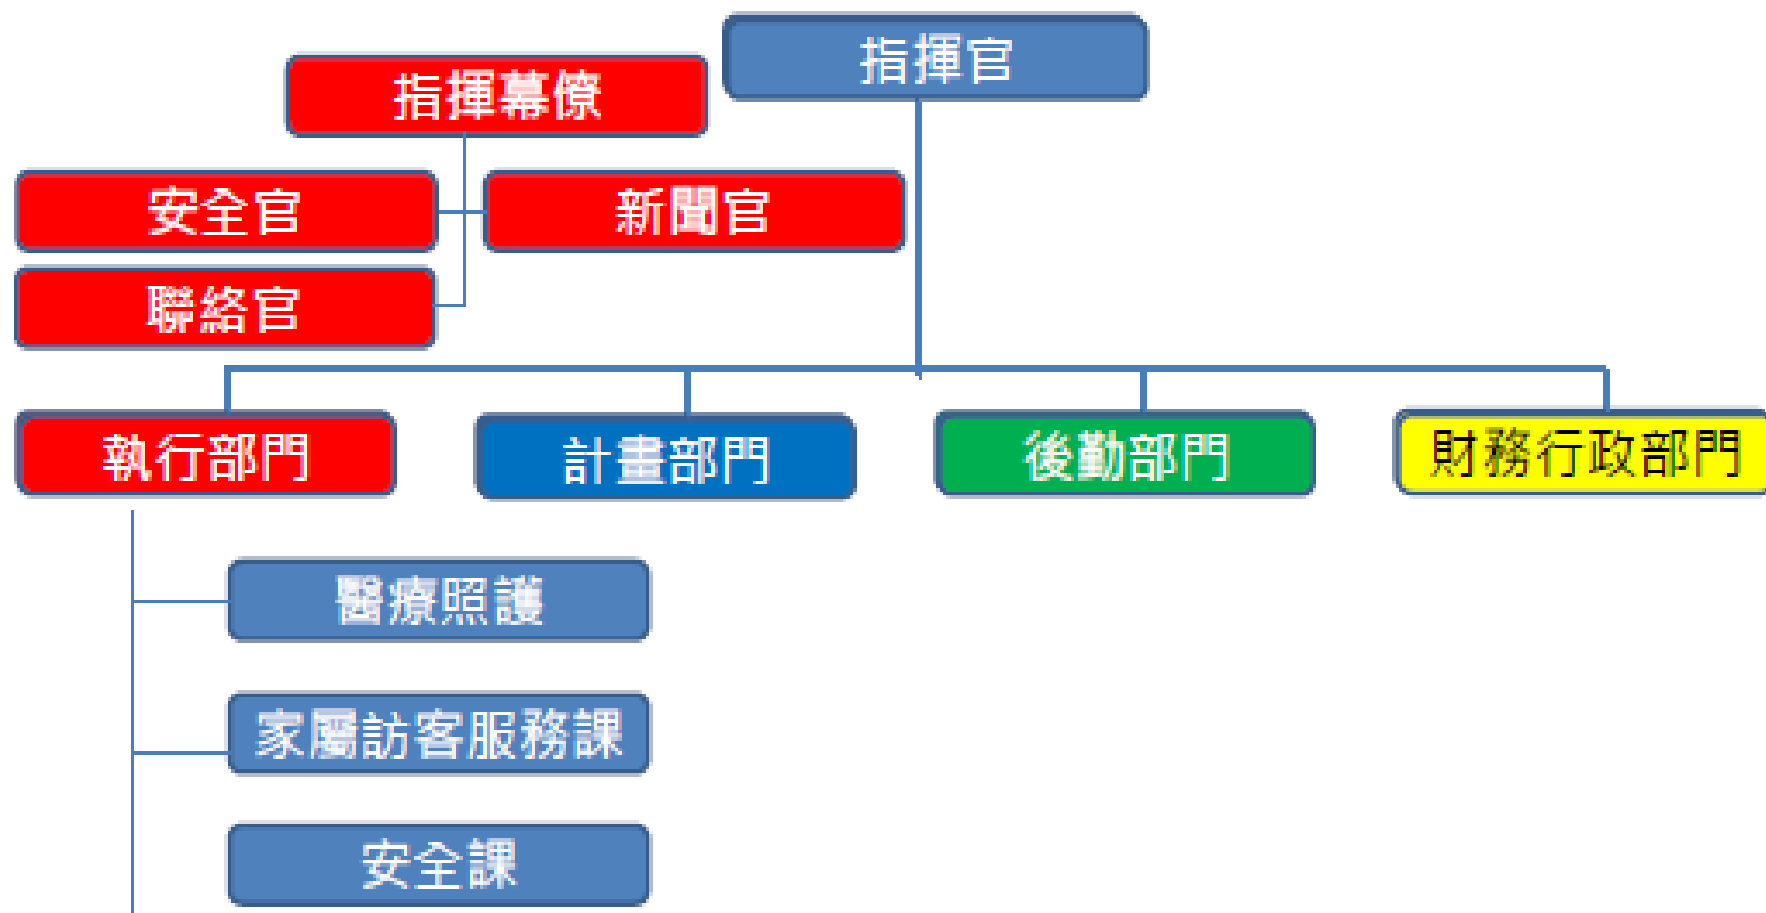 指揮官
指揮幕僚
安全官
新聞官
聯絡官
執行部門
計畫部門
後勤部門
財務行政部門
醫療照護
家屬訪客服務課
安全課